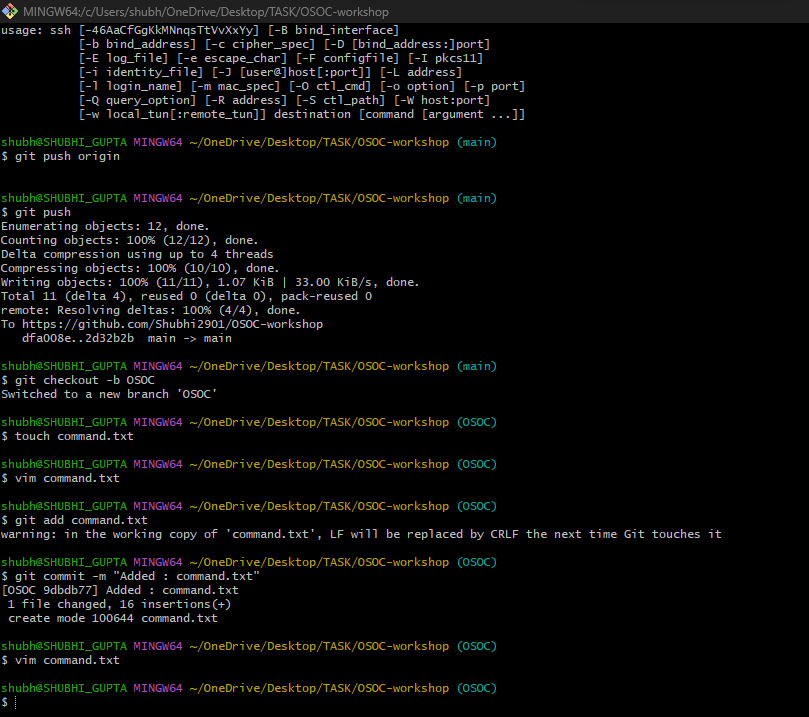 MINGW64:/c/Users/shubh/OneDrive/Desktop/TASK/OSOC-workshop
usage: ssh [-46AaCfGgKkMNnqsTtVvXxYy] [-B bind_interface]
           [-b bind_address] [-c cipher_spec] [-D [bind_address:]port]
           [-E log_file] [-e escape_char] [-F configfile] [-I pkcs11]
           [-i identity_file] [-J [user@]host[:port]] [-L address]
           [-l login_name] [-m mac_spec] [-O ctl_cmd] [-o option] [-p port]
           [-Q query_option] [-R address] [-S ctl_path] [-W host:port]
           [-w local_tun[:remote_tun]] destination [command [argument ...]]
shubh@SHUBHI_GUPTA MINGW64 ~/OneDrive/Desktop/TASK/OSOC-workshop (main)
$ git push origin
shubh@SHUBHI_GUPTA MINGW64 ~/OneDrive/Desktop/TASK/OSOC-workshop (main)
$ git push
Enumerating objects: 12, done.
Counting objects: 100% (12/12), done.
Delta compression using up to 4 threads
Compressing objects: 100% (10/10), done.
Writing objects: 100% (11/11), 1.07 KiB | 33.00 KiB/s, done.
Total 11 (delta 4), reused 0 (delta 0), pack-reused 0
remote: Resolving deltas: 100% (4/4), done.
To https://github.com/Shubhi2901/OSOC-workshop
   dfa008e..2d32b2b  main -> main
shubh@SHUBHI_GUPTA MINGW64 ~/OneDrive/Desktop/TASK/OSOC-workshop (main)
$ git checkout -b OSOC
Switched to a new branch 'OSOC'
shubh@SHUBHI_GUPTA MINGW64 ~/OneDrive/Desktop/TASK/OSOC-workshop (OSOC)
$ touch command.txt
shubh@SHUBHI_GUPTA MINGW64 ~/OneDrive/Desktop/TASK/OSOC-workshop (OSOC)
$ vim command.txt
shubh@SHUBHI_GUPTA MINGW64 ~/OneDrive/Desktop/TASK/OSOC-workshop (OSOC)
$ git add command.txt
warning: in the working copy of 'command.txt', LF will be replaced by CRLF the next time Git touches it
shubh@SHUBHI_GUPTA MINGW64 ~/OneDrive/Desktop/TASK/OSOC-workshop (OSOC)
$ git commit -m "Added : command.txt"
[OSOC 9dbdb77] Added : command.txt
 1 file changed, 16 insertions(+)
 create mode 100644 command.txt
shubh@SHUBHI_GUPTA MINGW64 ~/OneDrive/Desktop/TASK/OSOC-workshop (OSOC)
$ vim command.txt
shubh@SHUBHI_GUPTA MINGW64 ~/OneDrive/Desktop/TASK/OSOC-workshop (OSOC)
$